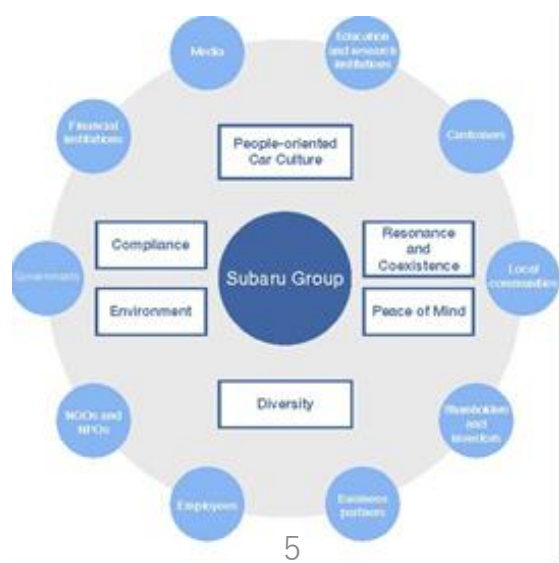 Media
Education
and research
institutions
Financial
institutions
Customers
People-oriented
Car Culture
Compliance
Resonance
and
Coexistence
Government
Subaru Group
Local
communities
Environment
Peace of Mind
Diversity
NGOs and
NPOs
Shareholders
and
investors
Employees
Business
partners
5